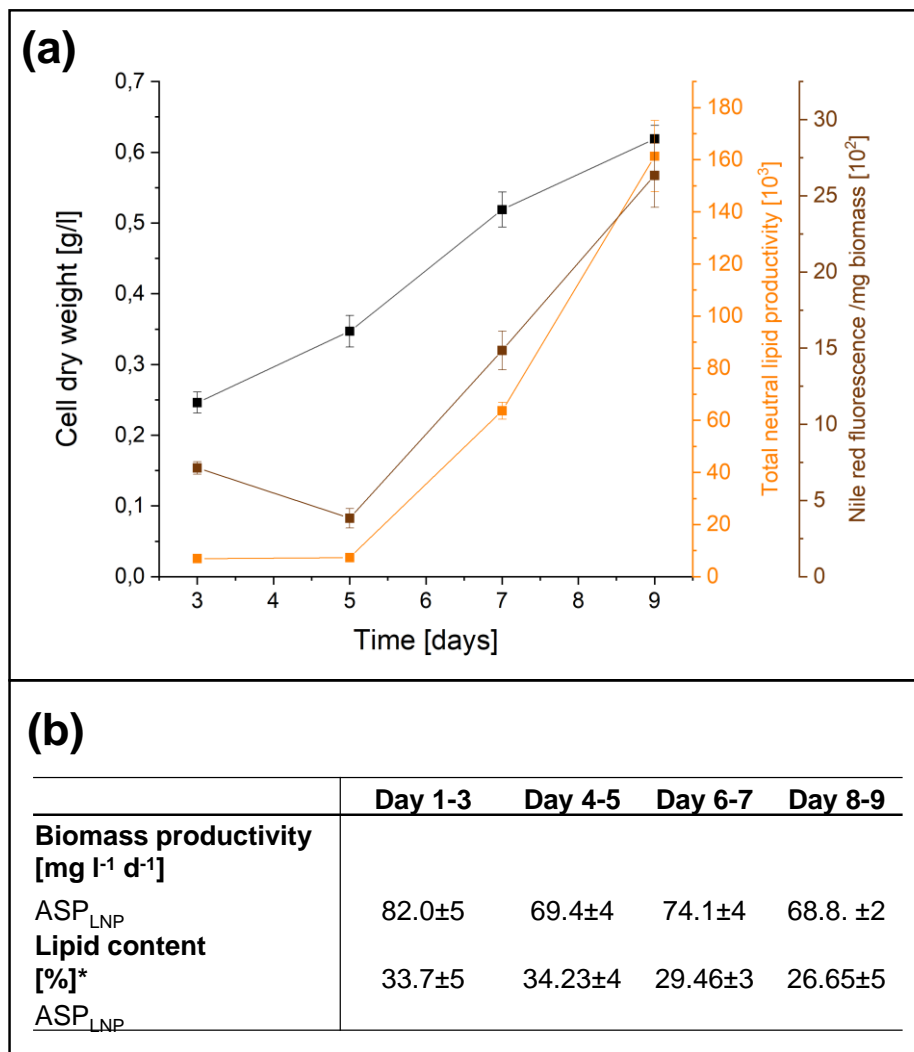 (a)
0,7
0,6
0,5
0,4
0,3
0,2
0,1
0,0
Cell dry weight [g/l]
3 4 5 6 7 8 9
Time [days]
180
160
140
120
100
80
60
40
20
0
Total neutral lipid productivity [10³]
30
25
20
15
10
5
0
Nile red fluorescence /mg biomass [10²]
(b)
Day 1-3 Day 4-5 Day 6-7 Day 8-9
Biomass productivity
[mg l⁻¹ d⁻¹]
ASP_LNP 82.0±5 69.4±4 74.1±4 68.8. ±2
Lipid content
[%]* 33.7±5 34.23±4 29.46±3 26.65±5
ASP_LNP